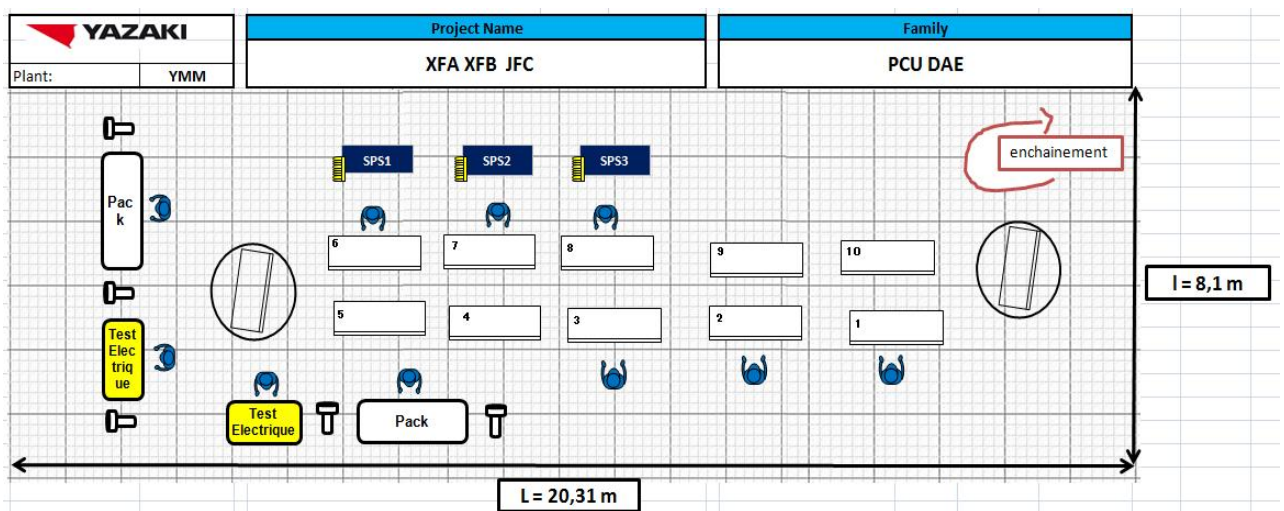 YAZAKI
Project Name
Family
Plant:
YMM
XFA XFB JFC
PCU DAE
enchainement
SPS1
SPS2
SPS3
Pac
k
6
7
8
9
10
5
4
3
2
1
Test
Elec
triq
ue
Test
Electrique
Pack
l = 8,1 m
L = 20,31 m